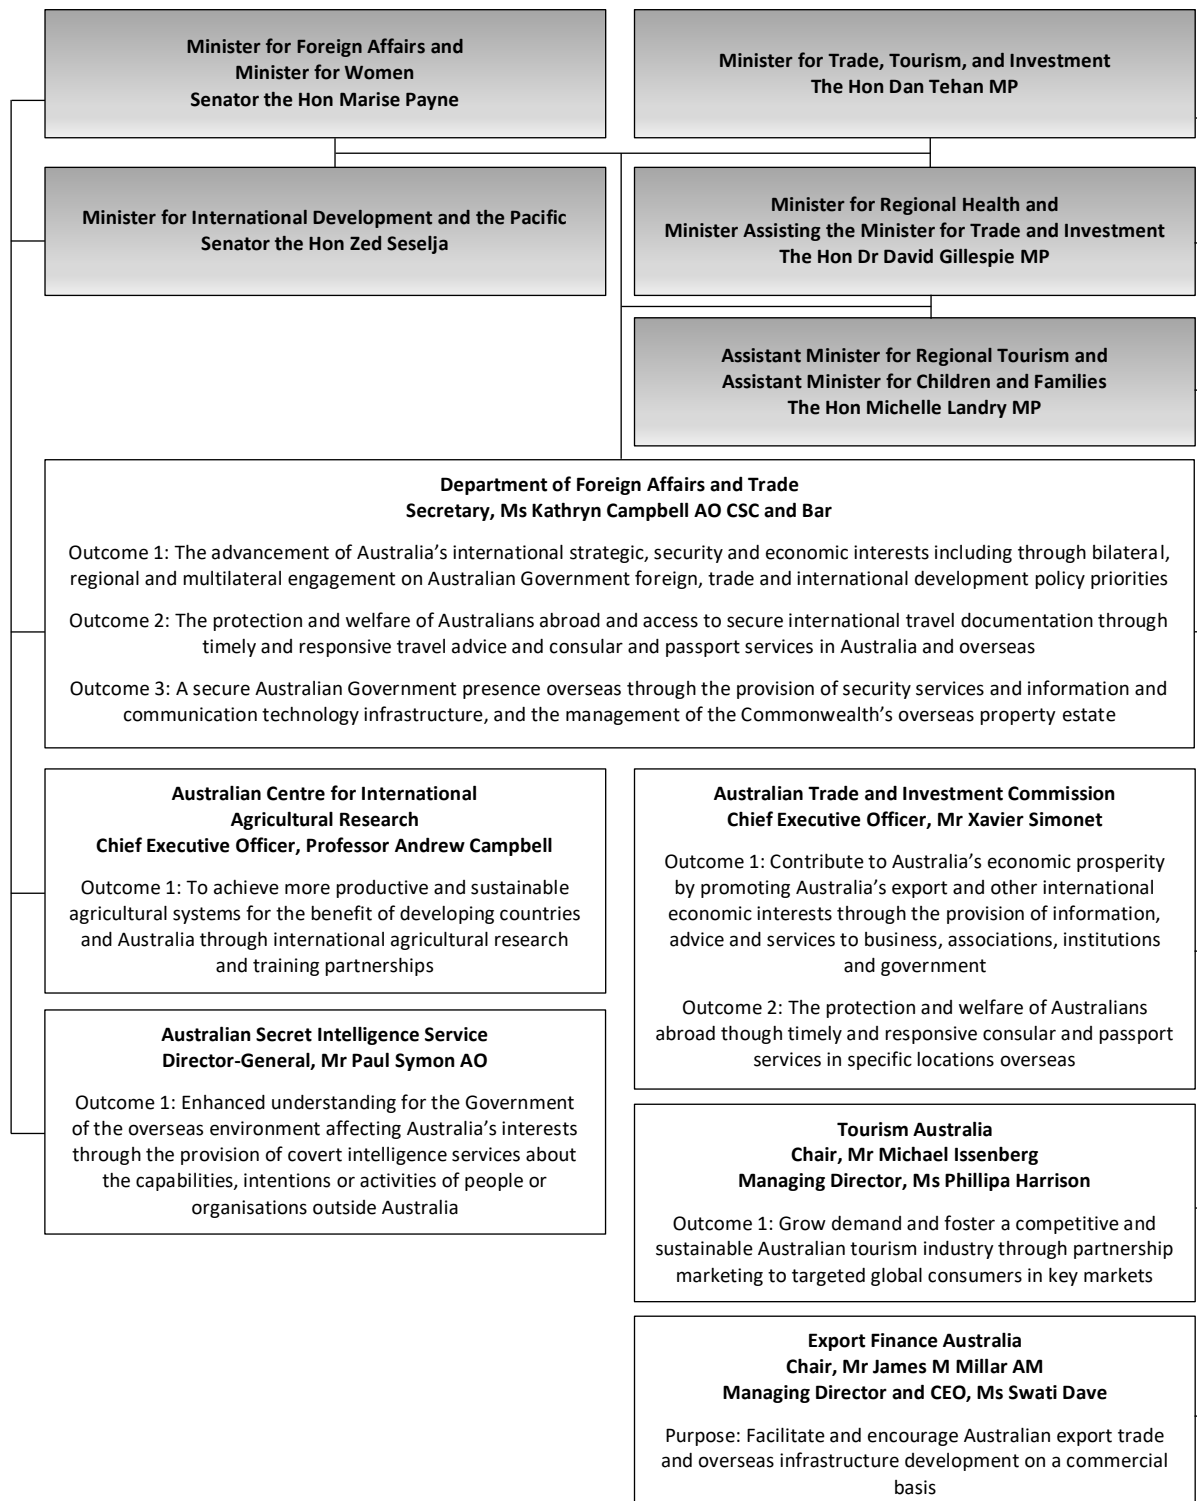 Minister for Foreign Affairs and
Minister for Women
Senator the Hon Marise Payne
Minister for Trade, Tourism, and Investment
The Hon Dan Tehan MP
Minister for International Development and the Pacific
Senator the Hon Zed Seselja
Minister for Regional Health and
Minister Assisting the Minister for Trade and Investment
The Hon Dr David Gillespie MP
Assistant Minister for Regional Tourism and
Assistant Minister for Children and Families
The Hon Michelle Landry MP
Department of Foreign Affairs and Trade
Secretary, Ms Kathryn Campbell AO CSC and Bar
Outcome 1: The advancement of Australia’s international strategic, security and economic interests including through bilateral,
regional and multilateral engagement on Australian Government foreign, trade and international development policy priorities
Outcome 2: The protection and welfare of Australians abroad and access to secure international travel documentation through
timely and responsive travel advice and consular and passport services in Australia and overseas
Outcome 3: A secure Australian Government presence overseas through the provision of security services and information and
communication technology infrastructure, and the management of the Commonwealth’s overseas property estate
Australian Centre for International
Agricultural Research
Chief Executive Officer, Professor Andrew Campbell
Outcome 1: To achieve more productive and sustainable
agricultural systems for the benefit of developing countries
and Australia through international agricultural research
and training partnerships
Australian Secret Intelligence Service
Director-General, Mr Paul Symon AO
Outcome 1: Enhanced understanding for the Government
of the overseas environment affecting Australia’s interests
through the provision of covert intelligence services about
the capabilities, intentions or activities of people or
organisations outside Australia
Australian Trade and Investment Commission
Chief Executive Officer, Mr Xavier Simonet
Outcome 1: Contribute to Australia’s economic prosperity
by promoting Australia’s export and other international
economic interests through the provision of information,
advice and services to business, associations, institutions
and government
Outcome 2: The protection and welfare of Australians
abroad though timely and responsive consular and passport
services in specific locations overseas
Tourism Australia
Chair, Mr Michael Issenberg
Managing Director, Ms Phillipa Harrison
Outcome 1: Grow demand and foster a competitive and
sustainable Australian tourism industry through partnership
marketing to targeted global consumers in key markets
Export Finance Australia
Chair, Mr James M Millar AM
Managing Director and CEO, Ms Swati Dave
Purpose: Facilitate and encourage Australian export trade
and overseas infrastructure development on a commercial
basis